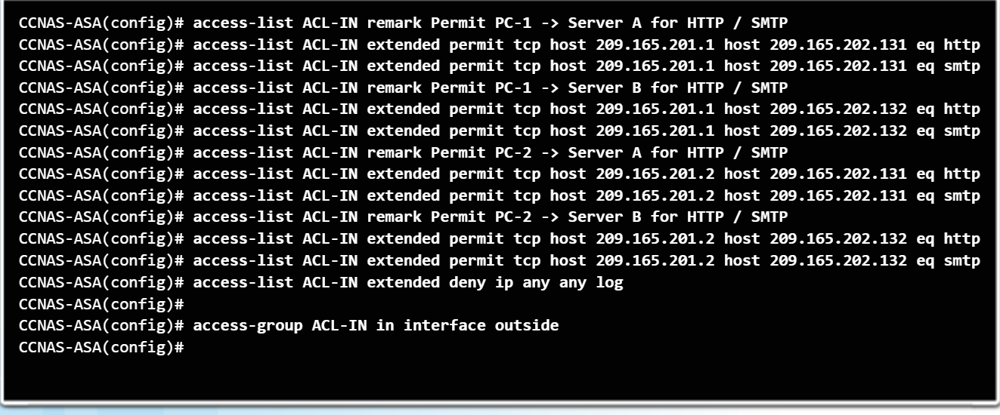 CCNAS-ASA(config)# access-list ACL-IN remark Permit PC-1 -> Server A for HTTP / SMTP
CCNAS-ASA(config)# access-list ACL-IN extended permit tcp host 209.165.201.1 host 209.165.202.131 eq http
CCNAS-ASA(config)# access-list ACL-IN extended permit tcp host 209.165.201.1 host 209.165.202.131 eq smtp
CCNAS-ASA(config)# access-list ACL-IN remark Permit PC-1 -> Server B for HTTP / SMTP
CCNAS-ASA(config)# access-list ACL-IN extended permit tcp host 209.165.201.1 host 209.165.202.132 eq http
CCNAS-ASA(config)# access-list ACL-IN extended permit tcp host 209.165.201.1 host 209.165.202.132 eq smtp
CCNAS-ASA(config)# access-list ACL-IN remark Permit PC-2 -> Server A for HTTP / SMTP
CCNAS-ASA(config)# access-list ACL-IN extended permit tcp host 209.165.201.2 host 209.165.202.131 eq http
CCNAS-ASA(config)# access-list ACL-IN extended permit tcp host 209.165.201.2 host 209.165.202.131 eq smtp
CCNAS-ASA(config)# access-list ACL-IN remark Permit PC-2 -> Server B for HTTP / SMTP
CCNAS-ASA(config)# access-list ACL-IN extended permit tcp host 209.165.201.2 host 209.165.202.132 eq http
CCNAS-ASA(config)# access-list ACL-IN extended permit tcp host 209.165.201.2 host 209.165.202.132 eq smtp
CCNAS-ASA(config)# access-list ACL-IN extended deny ip any any log
CCNAS-ASA(config)#
CCNAS-ASA(config)# access-group ACL-IN in interface outside
CCNAS-ASA(config)#